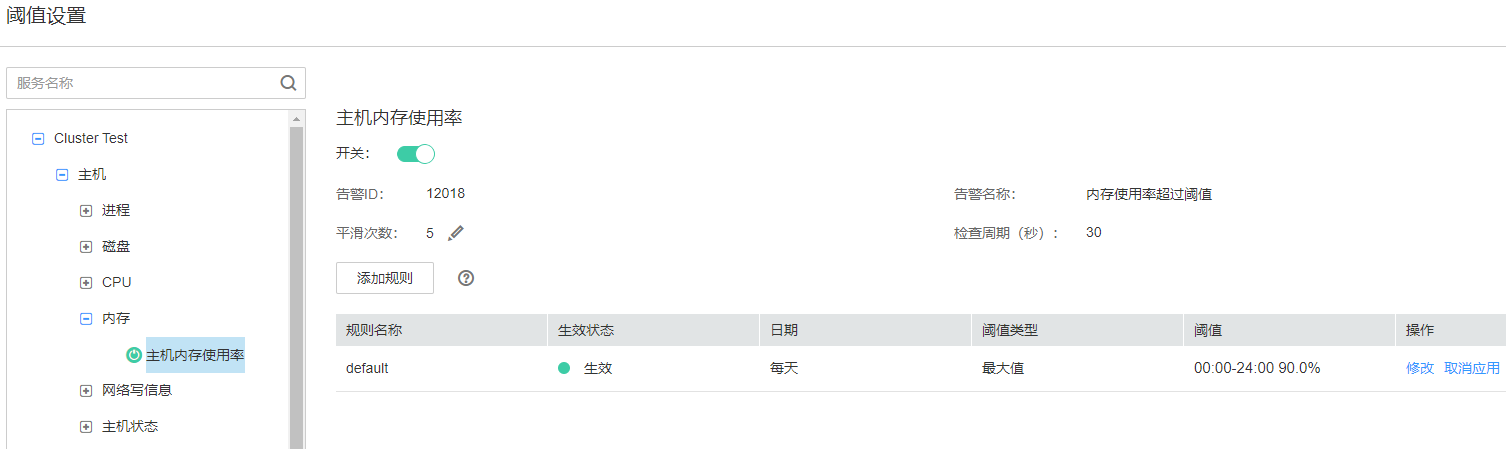 阈值设置
服务名称
Cluster Test
主机
进程
磁盘
CPU
内存
主机内存使用率
网络写信息
主机状态
主机内存使用率
开关：
告警ID： 12018 告警名称： 内存使用率超过阈值
平滑次数： 5 检查周期（秒）： 30
添加规则
规则名称 生效状态 日期 阈值类型 阈值 操作
default 生效 每天 最大值 00:00-24:00 90.0% 修改 取消应用